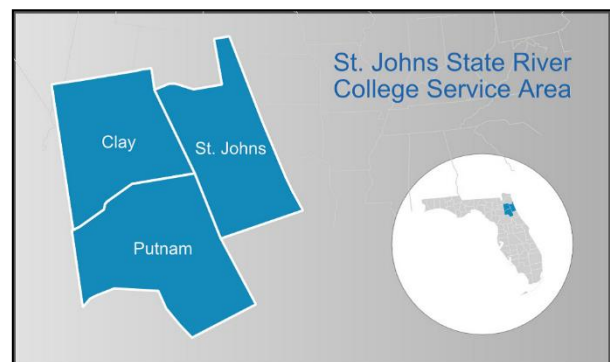 St. Johns State River
College Service Area
Clay
St. Johns
Putnam